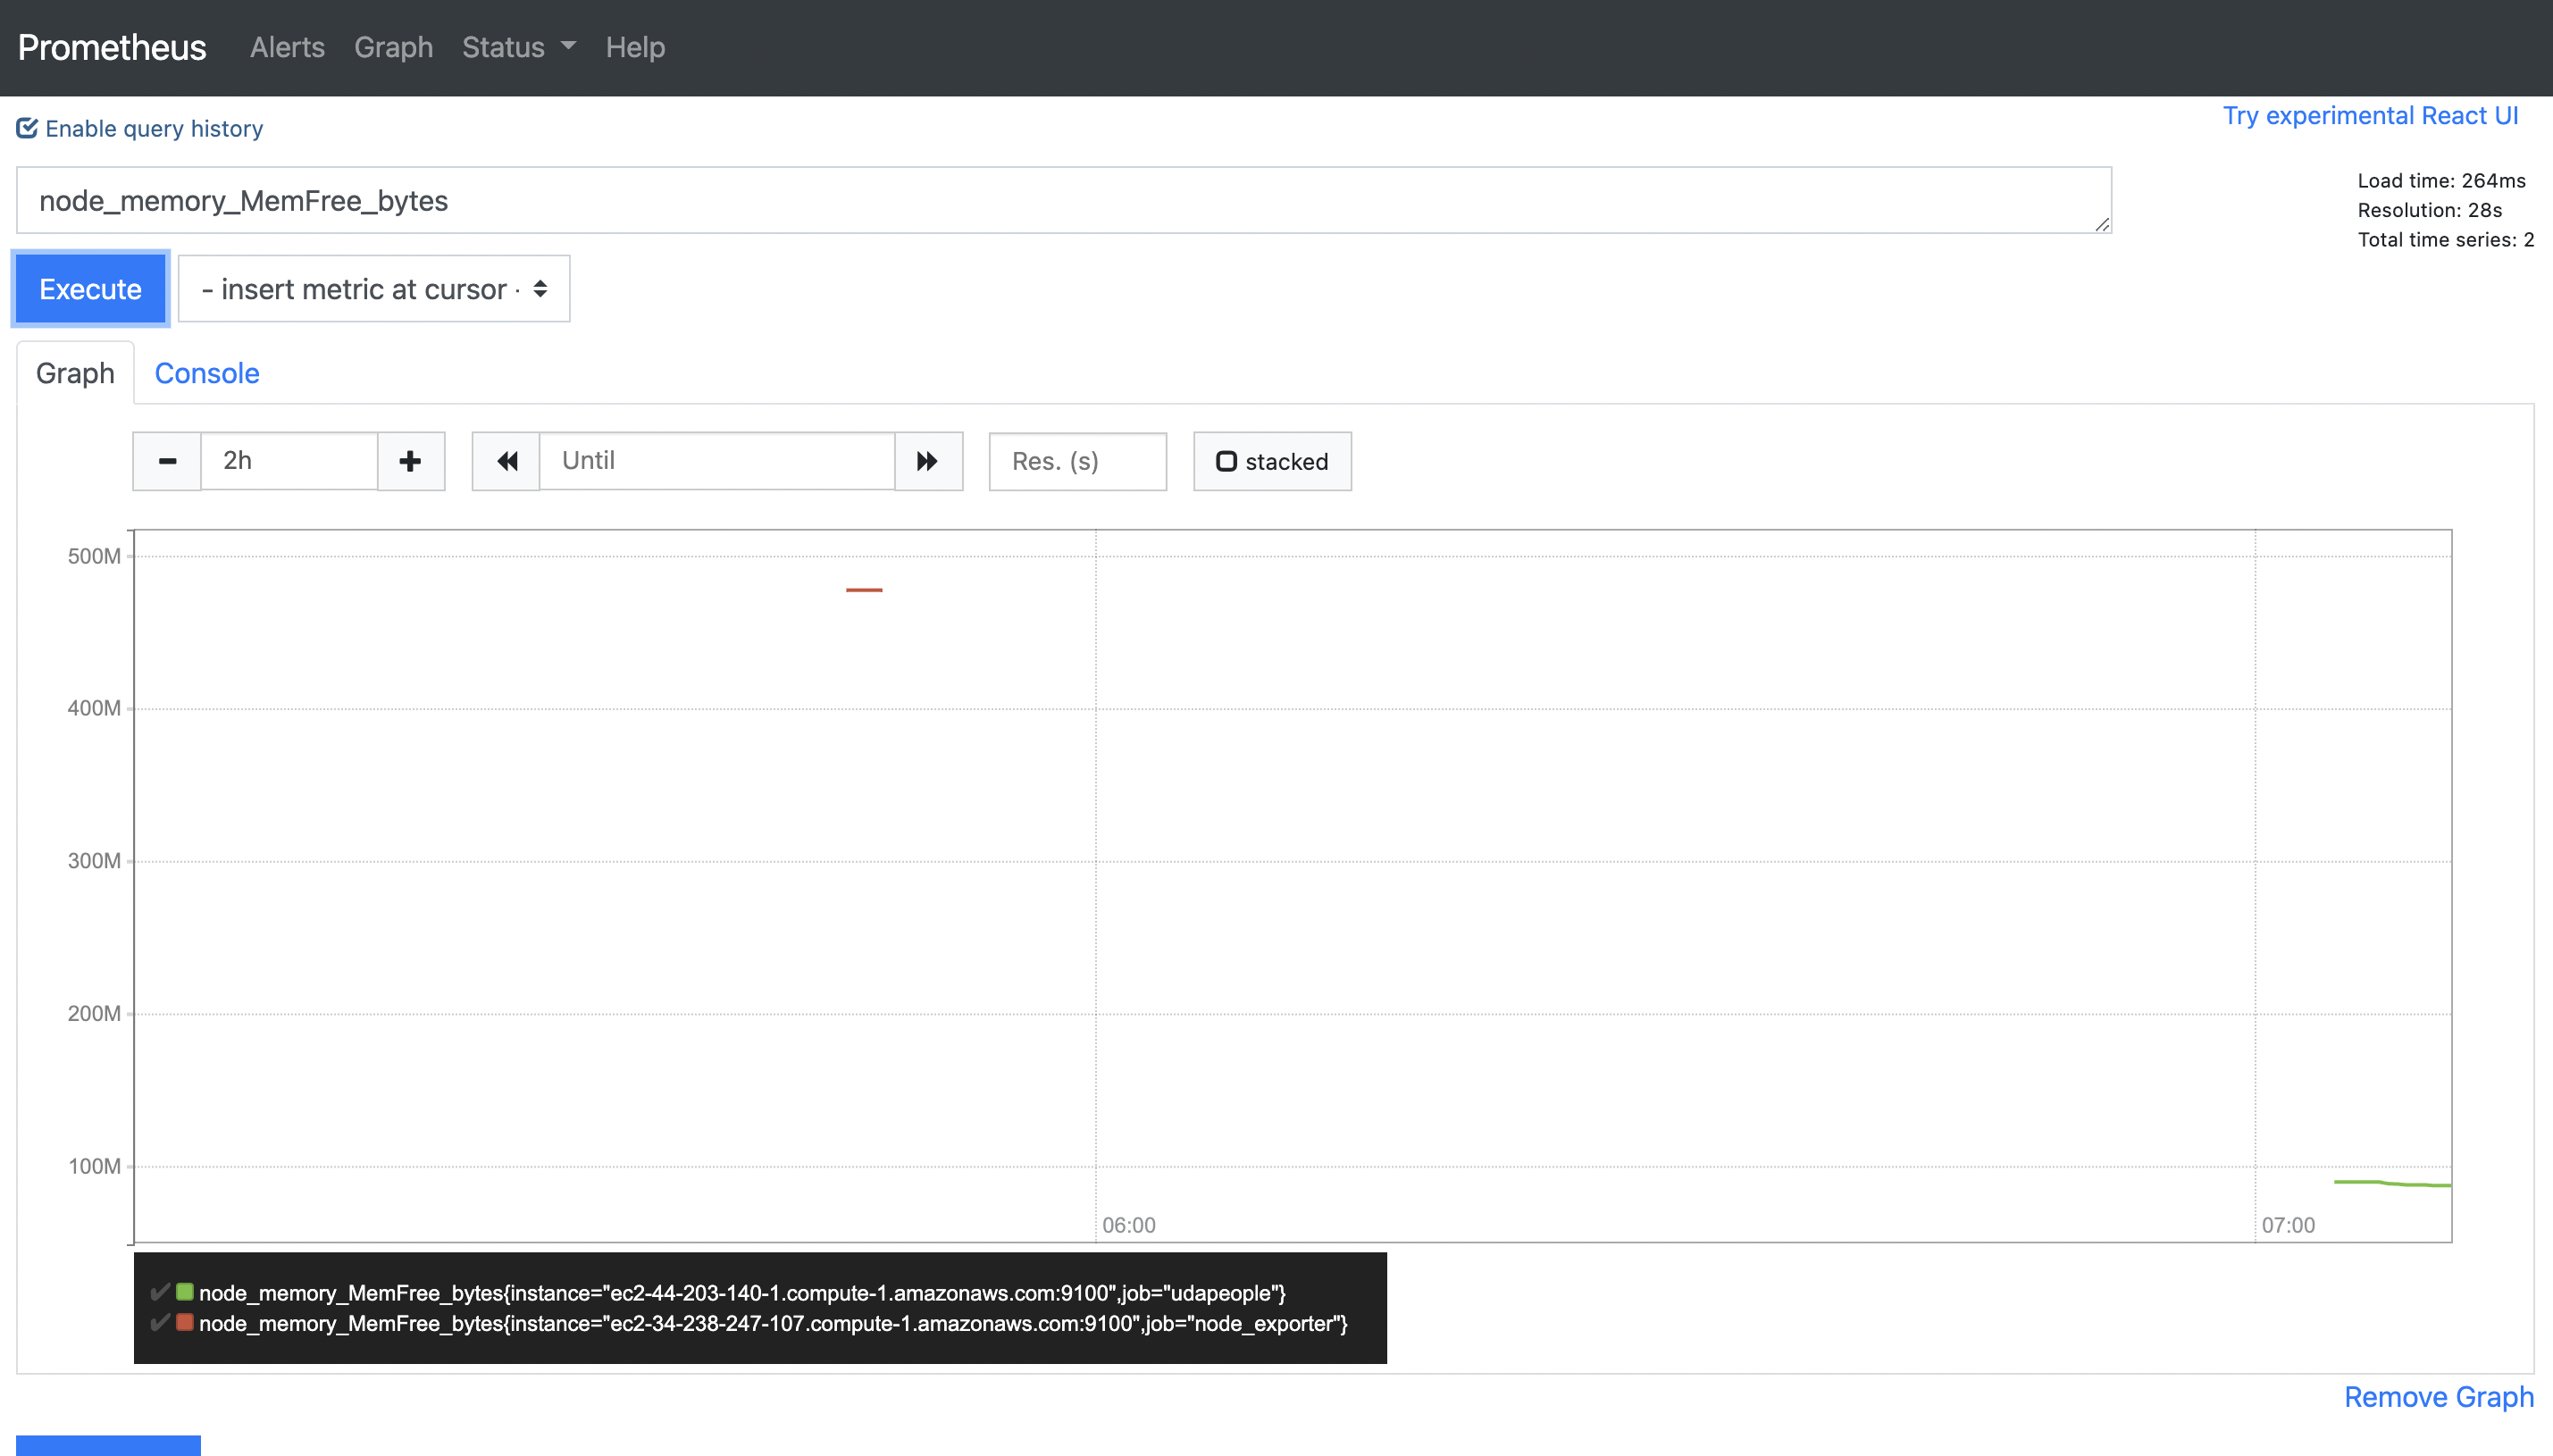 Prometheus Alerts Graph Status Help
Enable query history
Try experimental React UI
node_memory_MemFree_bytes
Load time: 264ms
Resolution: 28s
Total time series: 2
Execute
- insert metric at cursor -
Graph Console
2h
Until
Res. (s)
stacked
500M
400M
300M
200M
100M
06:00
07:00
node_memory_MemFree_bytes{instance="ec2-44-203-140-1.compute-1.amazonaws.com:9100",job="udapeople"}
node_memory_MemFree_bytes{instance="ec2-34-238-247-107.compute-1.amazonaws.com:9100",job="node_exporter"}
Remove Graph